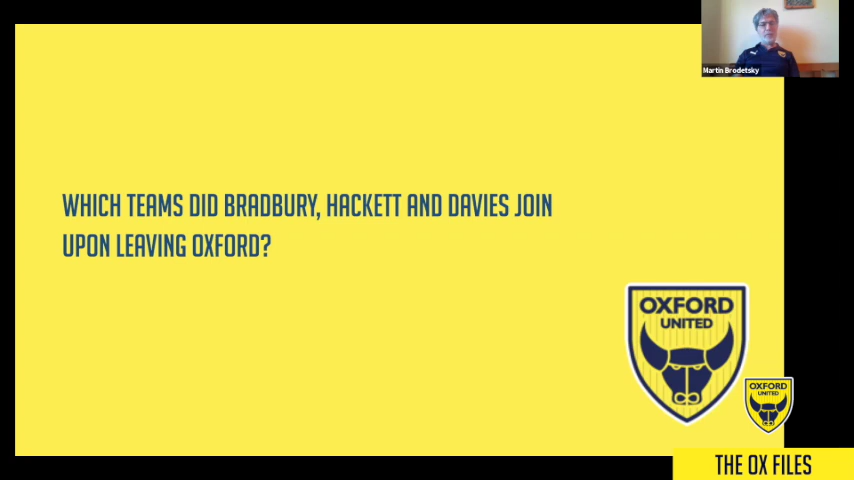 Martin Brodetsky
WHICH TEAMS DID BRADBURY, HACKETT AND DAVIES JOIN
UPON LEAVING OXFORD?
OXFORD
UNITED
OXFORD
UNITED
THE OX FILES